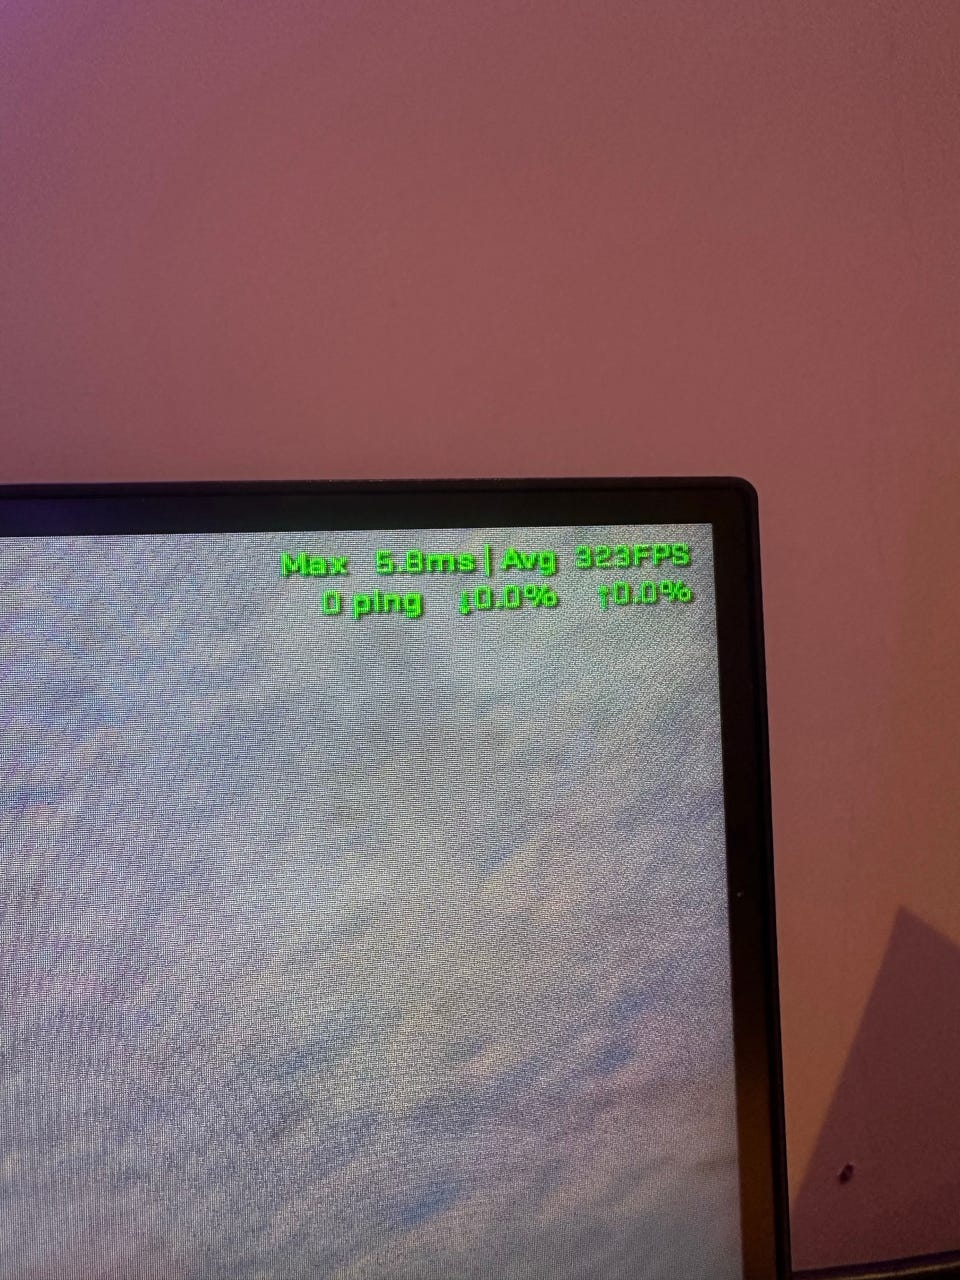 Max 5.8ms | Avg 323FPS
0 ping ↓0.0% ↑0.0%